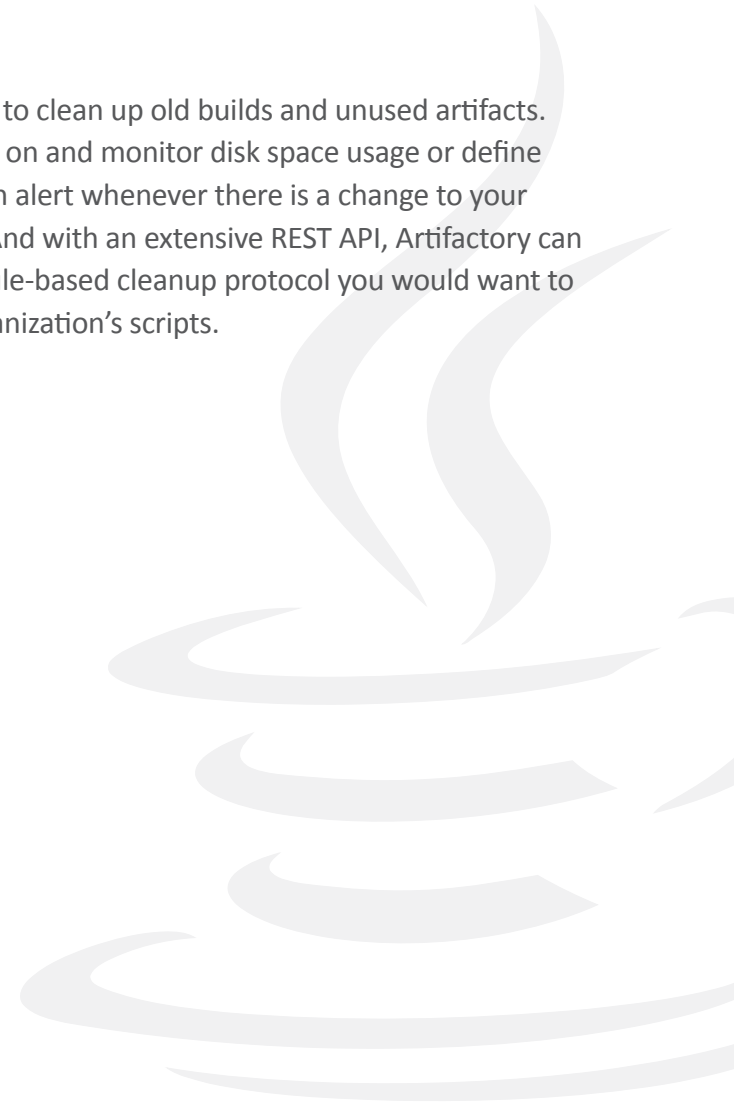 to clean up old builds and unused artifacts.
on and monitor disk space usage or define
alert whenever there is a change to your
And with an extensive REST API, Artifactory can
le-based cleanup protocol you would want to
anization’s scripts.